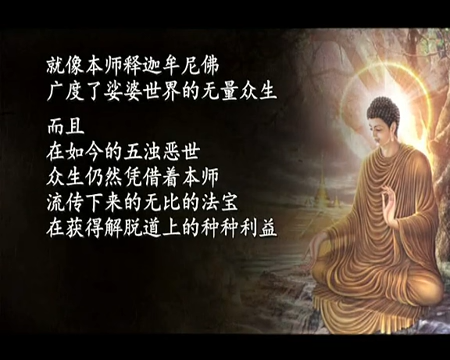 就像本师释迦牟尼佛
广度了娑婆世界的无量众生
而且
在如今的五浊恶世
众生仍然凭借着本师
流传下来的无比的法宝
在获得解脱道上的种种利益